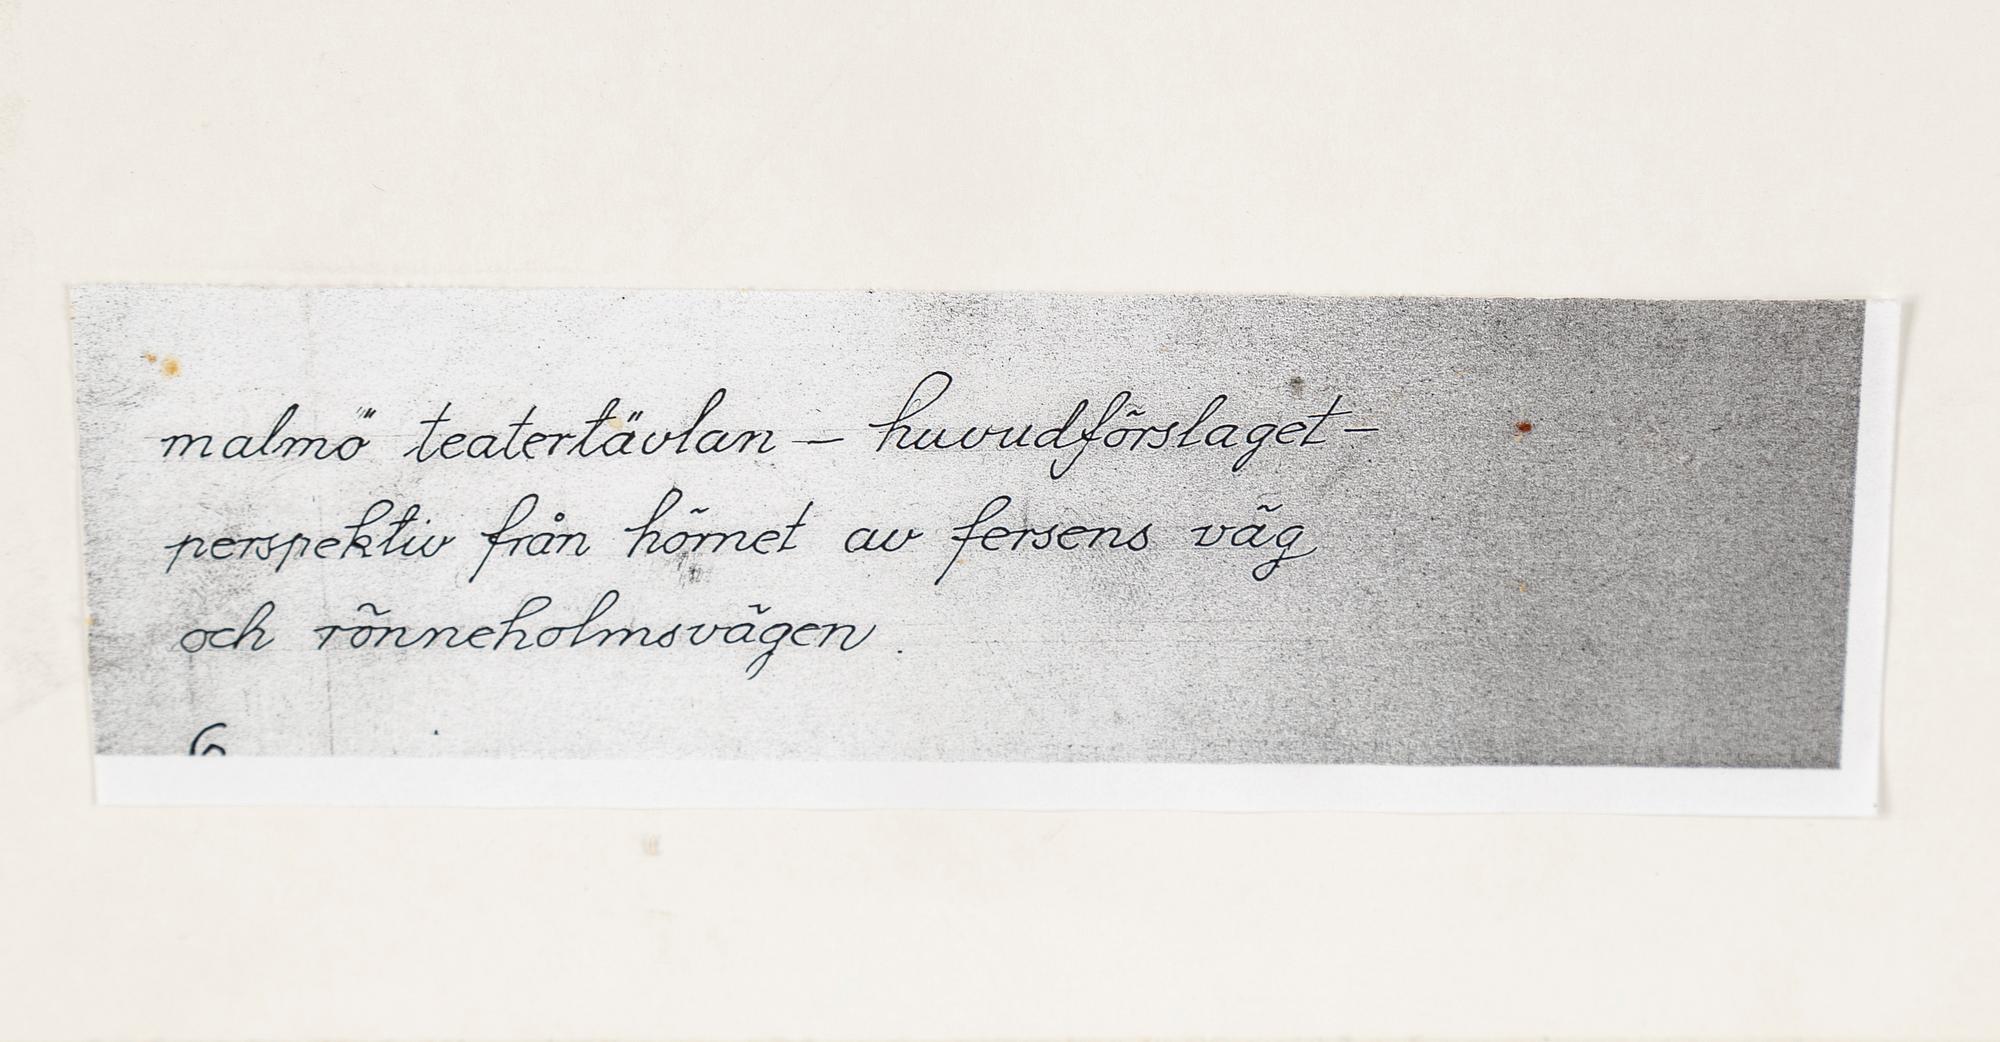 malmö teatertävlan – huvudförslaget –
perspektiv från hörnet av fersens väg
och rönneholmsvägen .
6